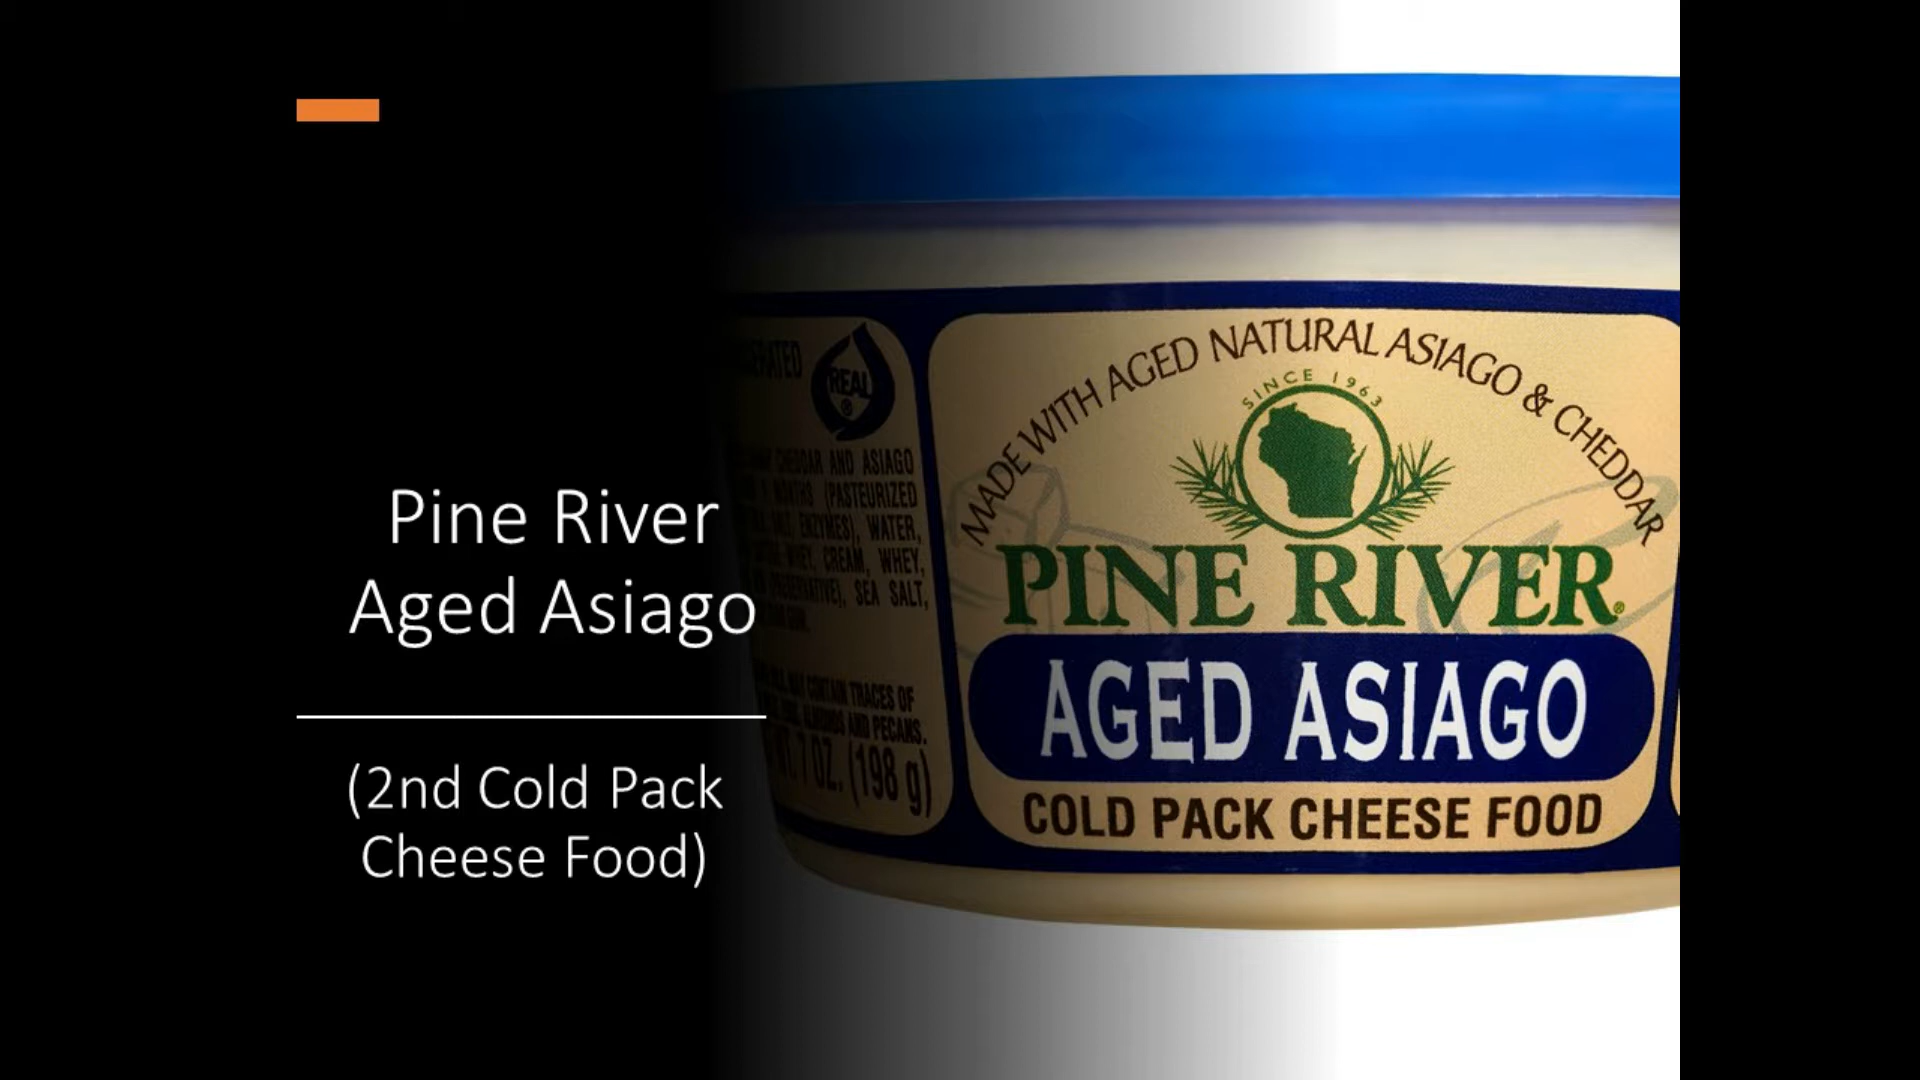 Pine River
Aged Asiago
(2nd Cold Pack
Cheese Food)
REAL
®
CHEDDAR AND ASIAGO
MONTHS (PASTEURIZED
ENZYMES), WATER,
WHEY, CREAM, WHEY,
SEA SALT,
MAY CONTAIN TRACES OF
ALMONDS AND PECANS.
7 OZ. (198 g)
MADE WITH AGED NATURAL ASIAGO & CHEDDAR
SINCE 1963
PINE RIVER®
AGED ASIAGO
COLD PACK CHEESE FOOD